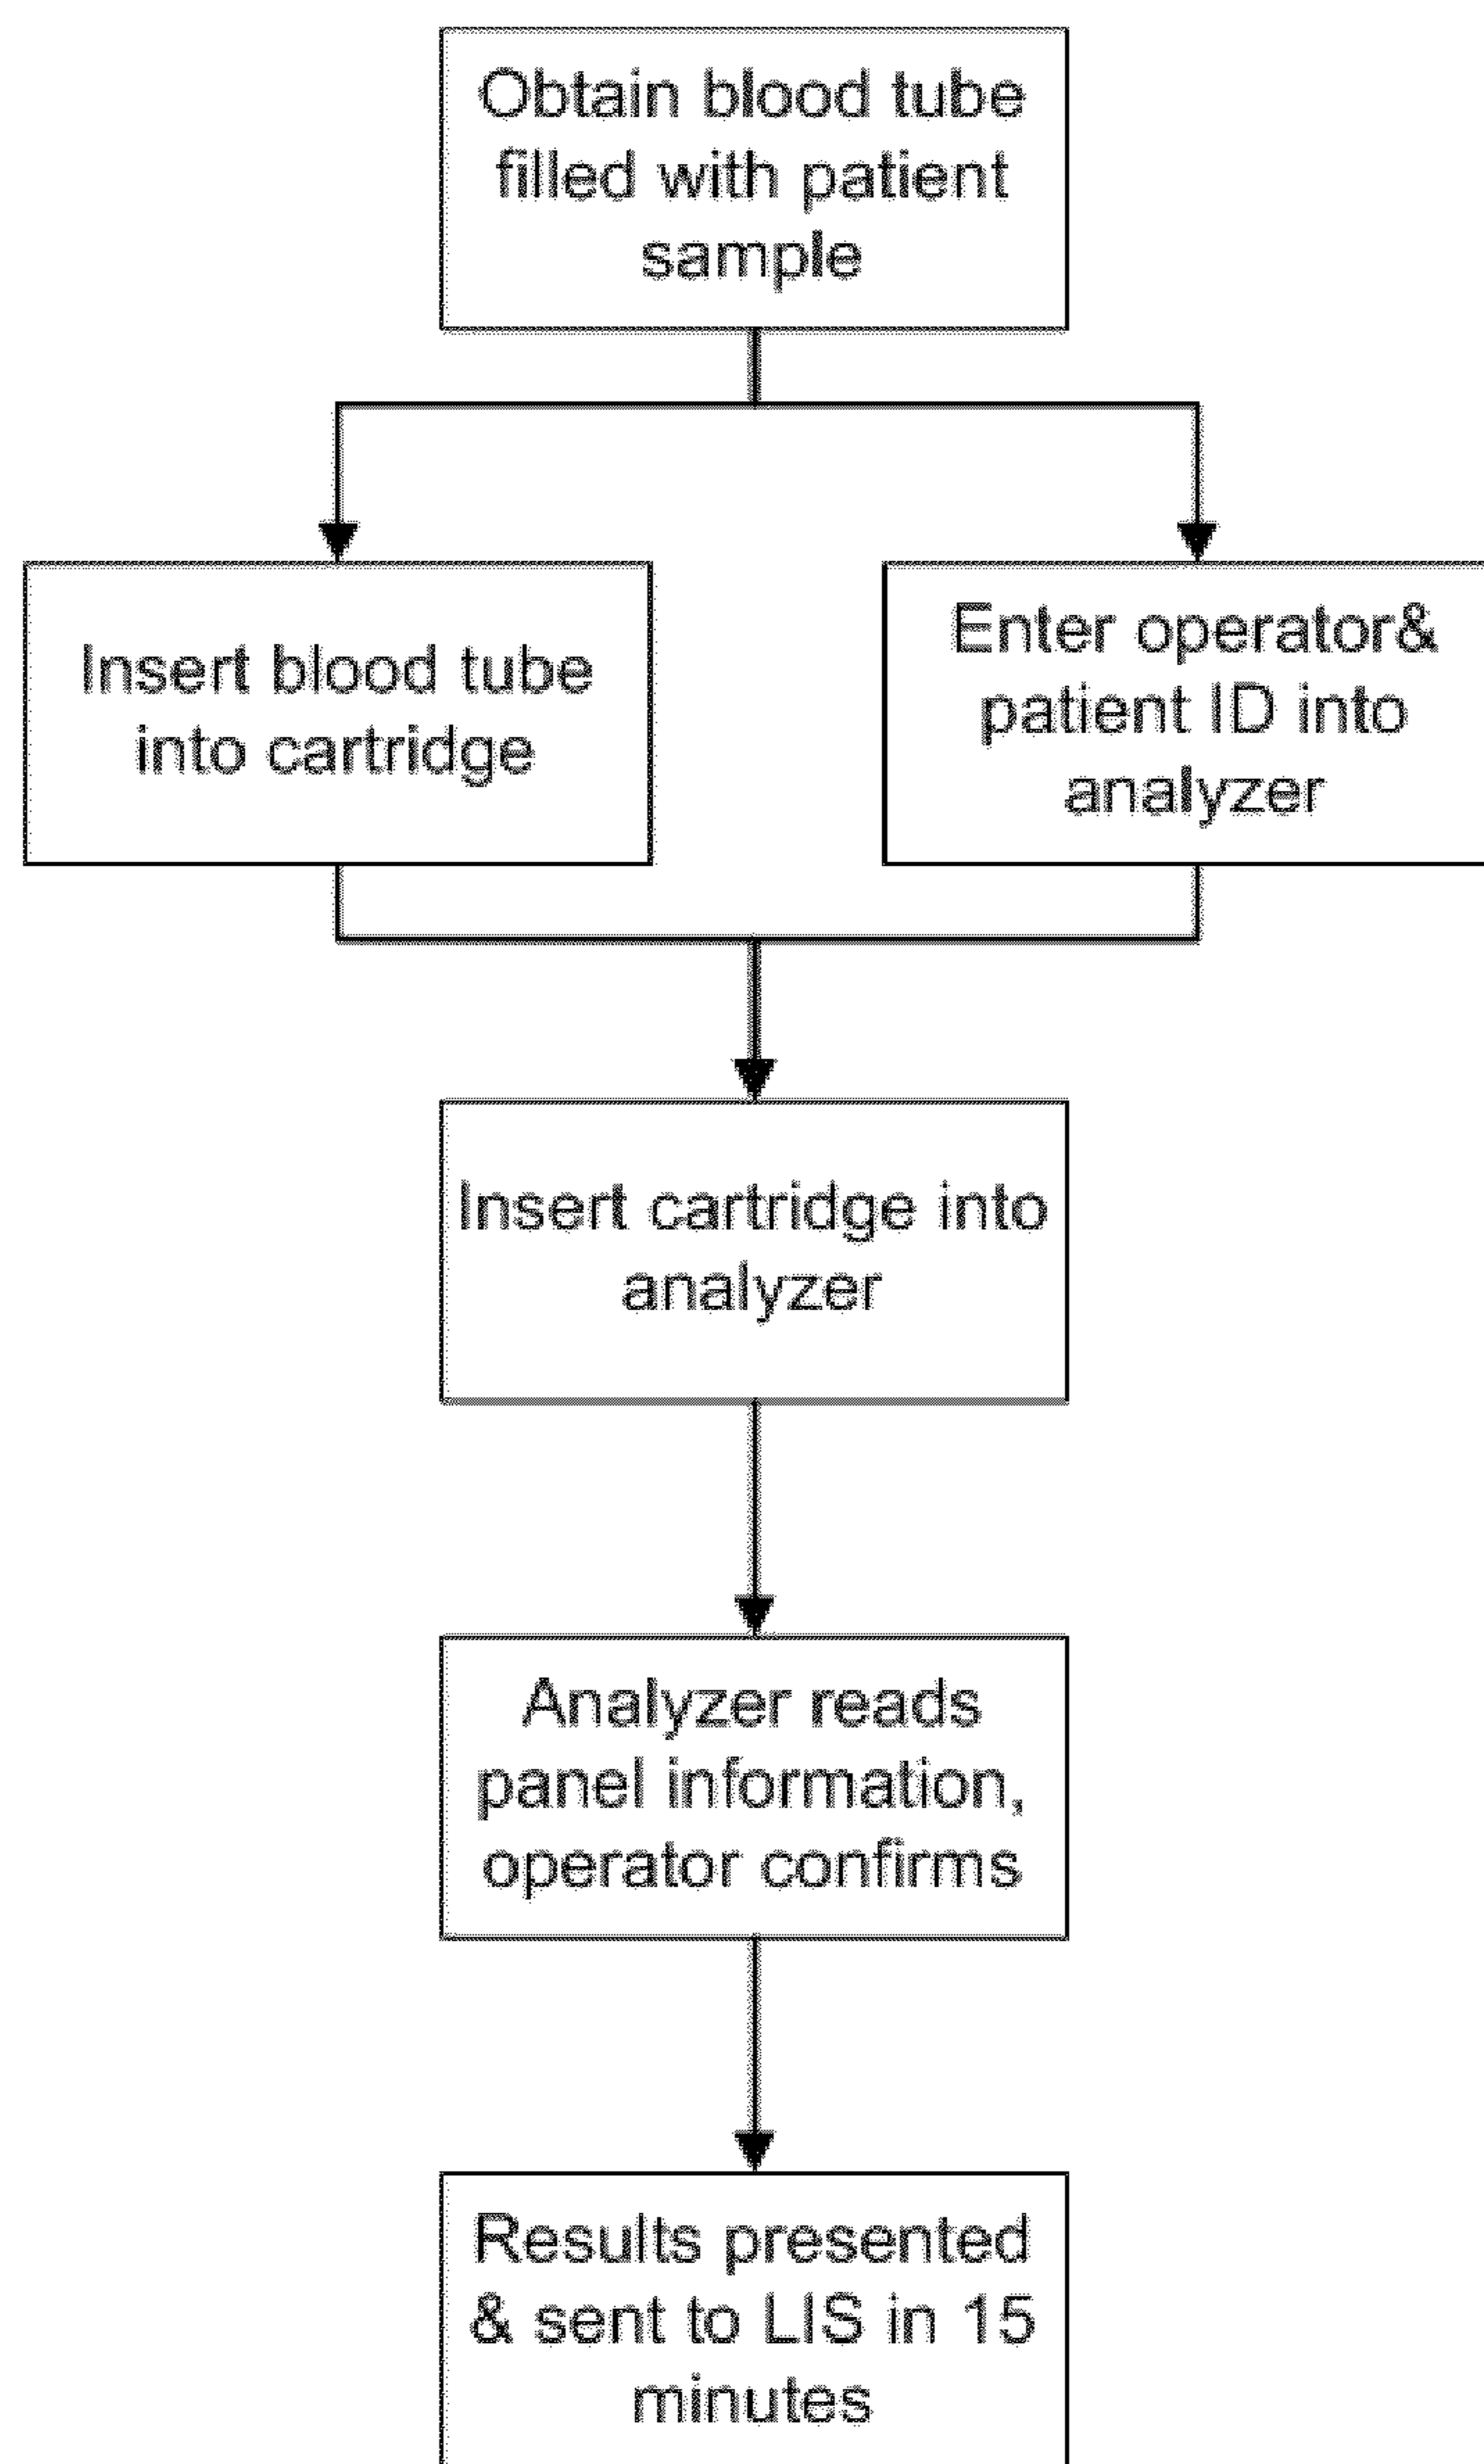 Obtain blood tube
filled with patient
sample
Insert blood tube
into cartridge
Enter operator&
patient ID into
analyzer
Insert cartridge into
analyzer
Analyzer reads
panel information,
operator confirms
Results presented
& sent to LIS in 15
minutes